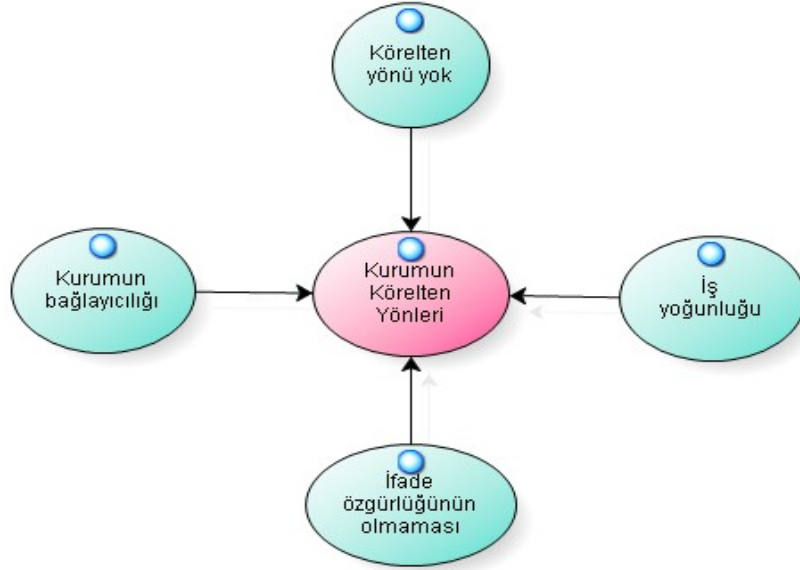 Körelten
yönü yok
Kurumun
bağlayıcılığı
Kurumun
Körelten
Yönleri
İş
yoğunluğu
İfade
özgürlüğünün
olmaması